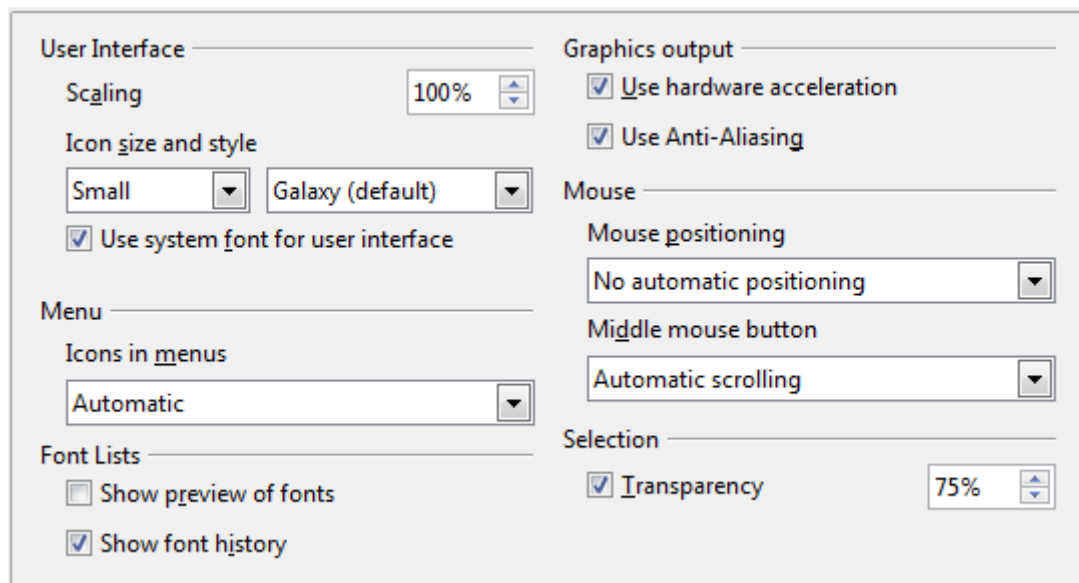 User Interface
Scaling 100%
Icon size and style
Small Galaxy (default)
Use system font for user interface
Menu
Icons in menus
Automatic
Font Lists
Show preview of fonts
Show font history
Graphics output
Use hardware acceleration
Use Anti-Aliasing
Mouse
Mouse positioning
No automatic positioning
Middle mouse button
Automatic scrolling
Selection
Transparency 75%